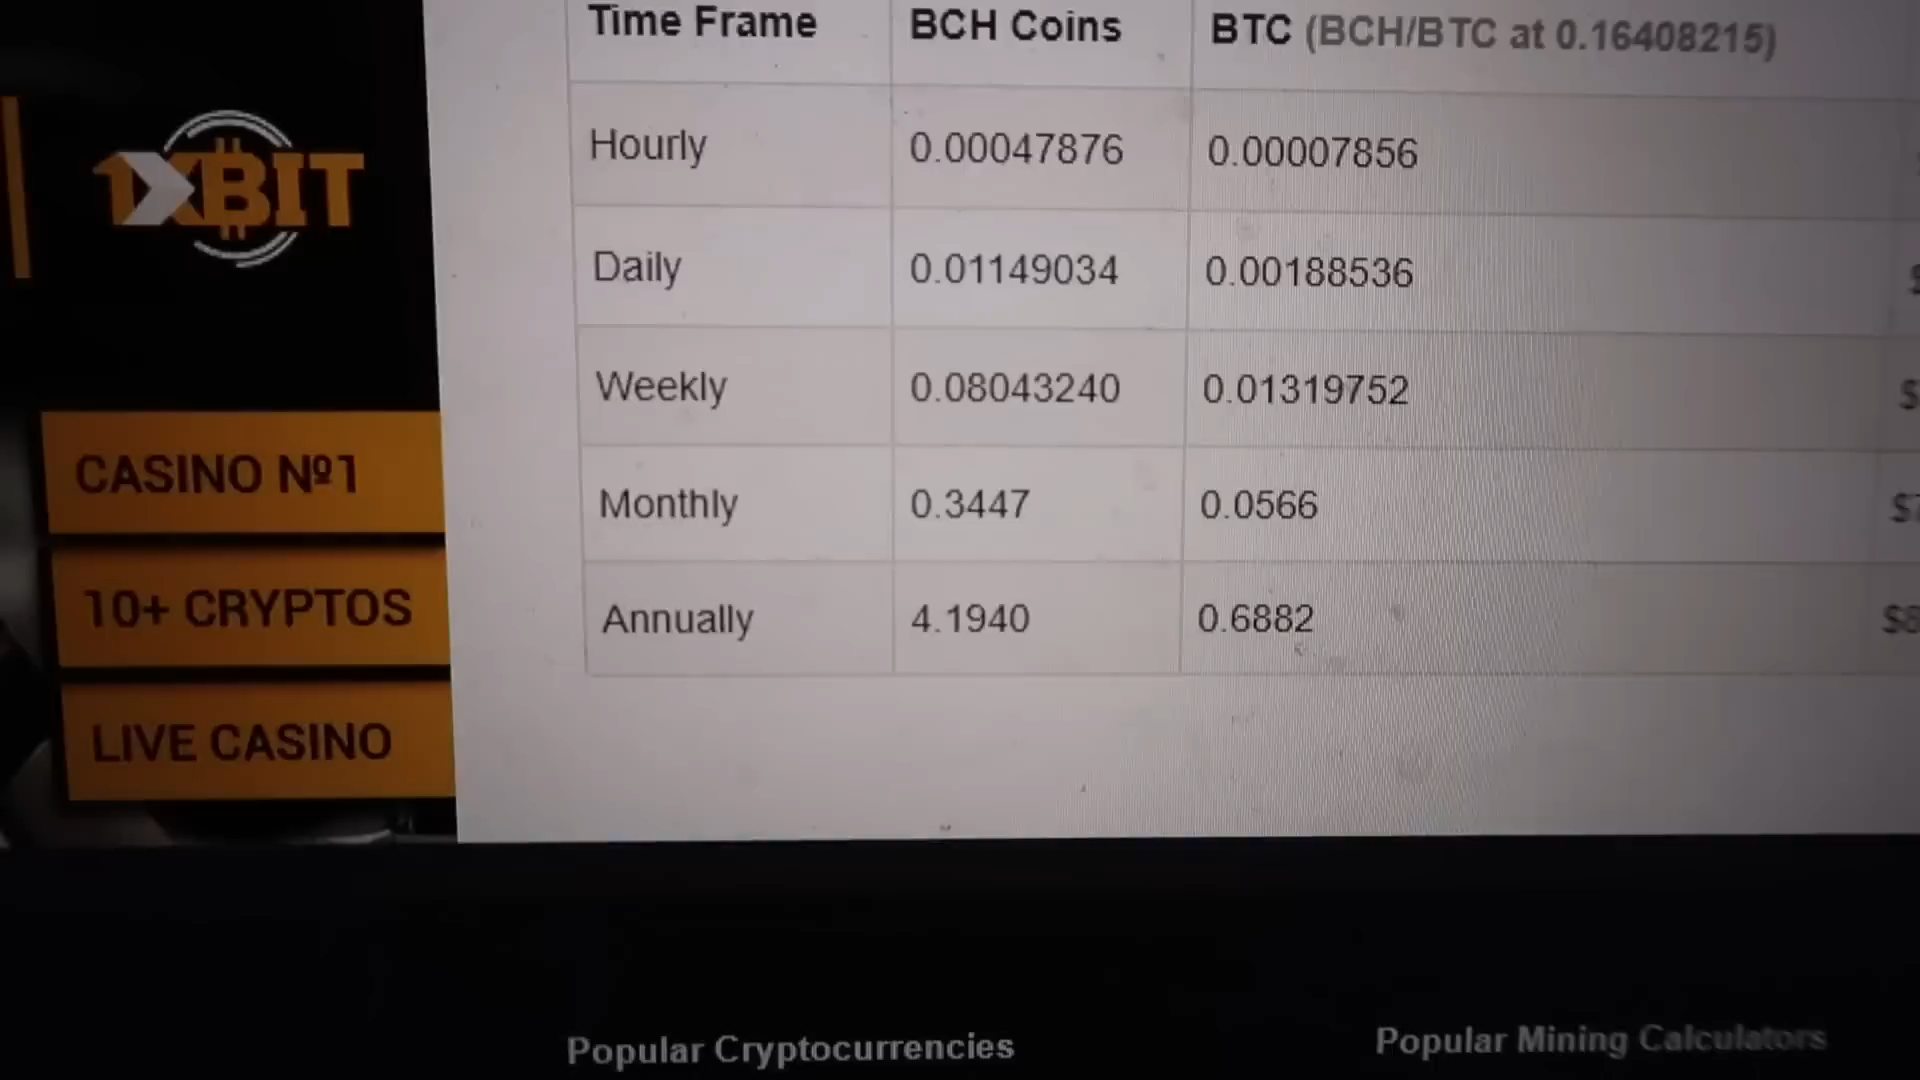 Time Frame BCH Coins BTC (BCH/BTC at 0.16408215)
Hourly 0.00047876 0.00007856
Daily 0.01149034 0.00188536 $
Weekly 0.08043240 0.01319752 $
Monthly 0.3447 0.0566 $7
Annually 4.1940 0.6882 $8
1XBIT
CASINO №1
10+ CRYPTOS
LIVE CASINO
Popular Cryptocurrencies
Popular Mining Calculators